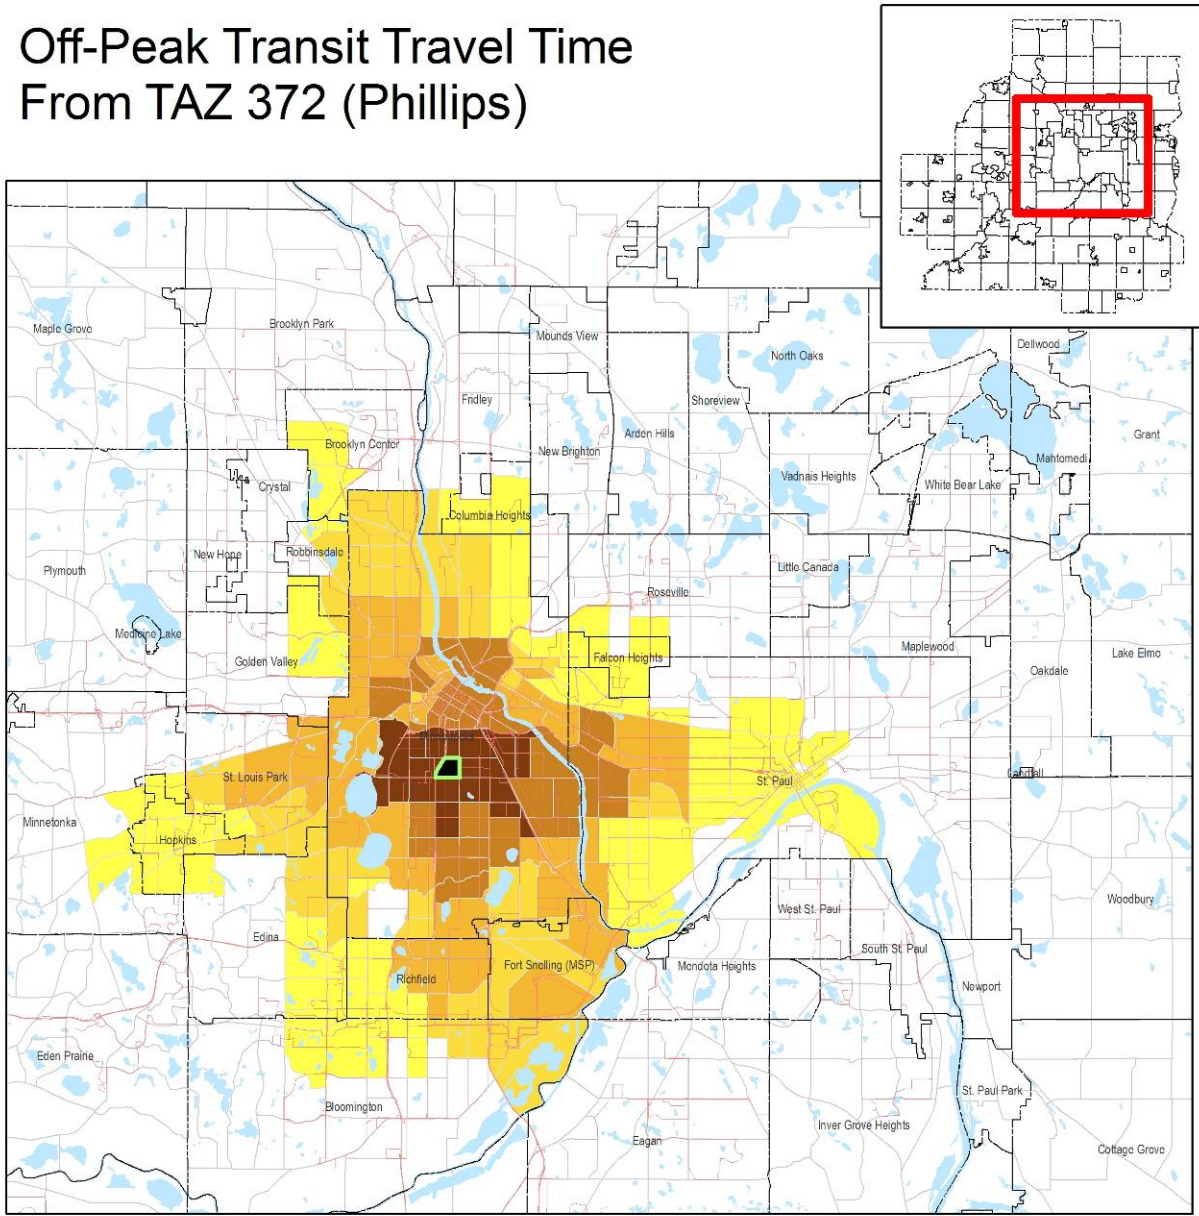 Off-Peak Transit Travel Time
From TAZ 372 (Phillips)
Maple Grove
Brooklyn Park
Mounds View
North Oaks
Dellwood
Fridley
Shoreview
Brooklyn Center
New Brighton
Arden Hills
Grant
Mahtomedi
Vadnais Heights
White Bear Lake
Crystal
Columbia Heights
New Hope
Robbinsdale
Plymouth
Little Canada
Roseville
Medicine Lake
Golden Valley
Falcon Heights
Maplewood
Lake Elmo
Oakdale
St. Louis Park
St. Paul
Landfall
Minnetonka
Hopkins
Woodbury
West St. Paul
Edina
South St. Paul
Richfield
Fort Snelling (MSP)
Mendota Heights
Newport
Eden Prairie
St. Paul Park
Bloomington
Inver Grove Heights
Eagan
Cottage Grove